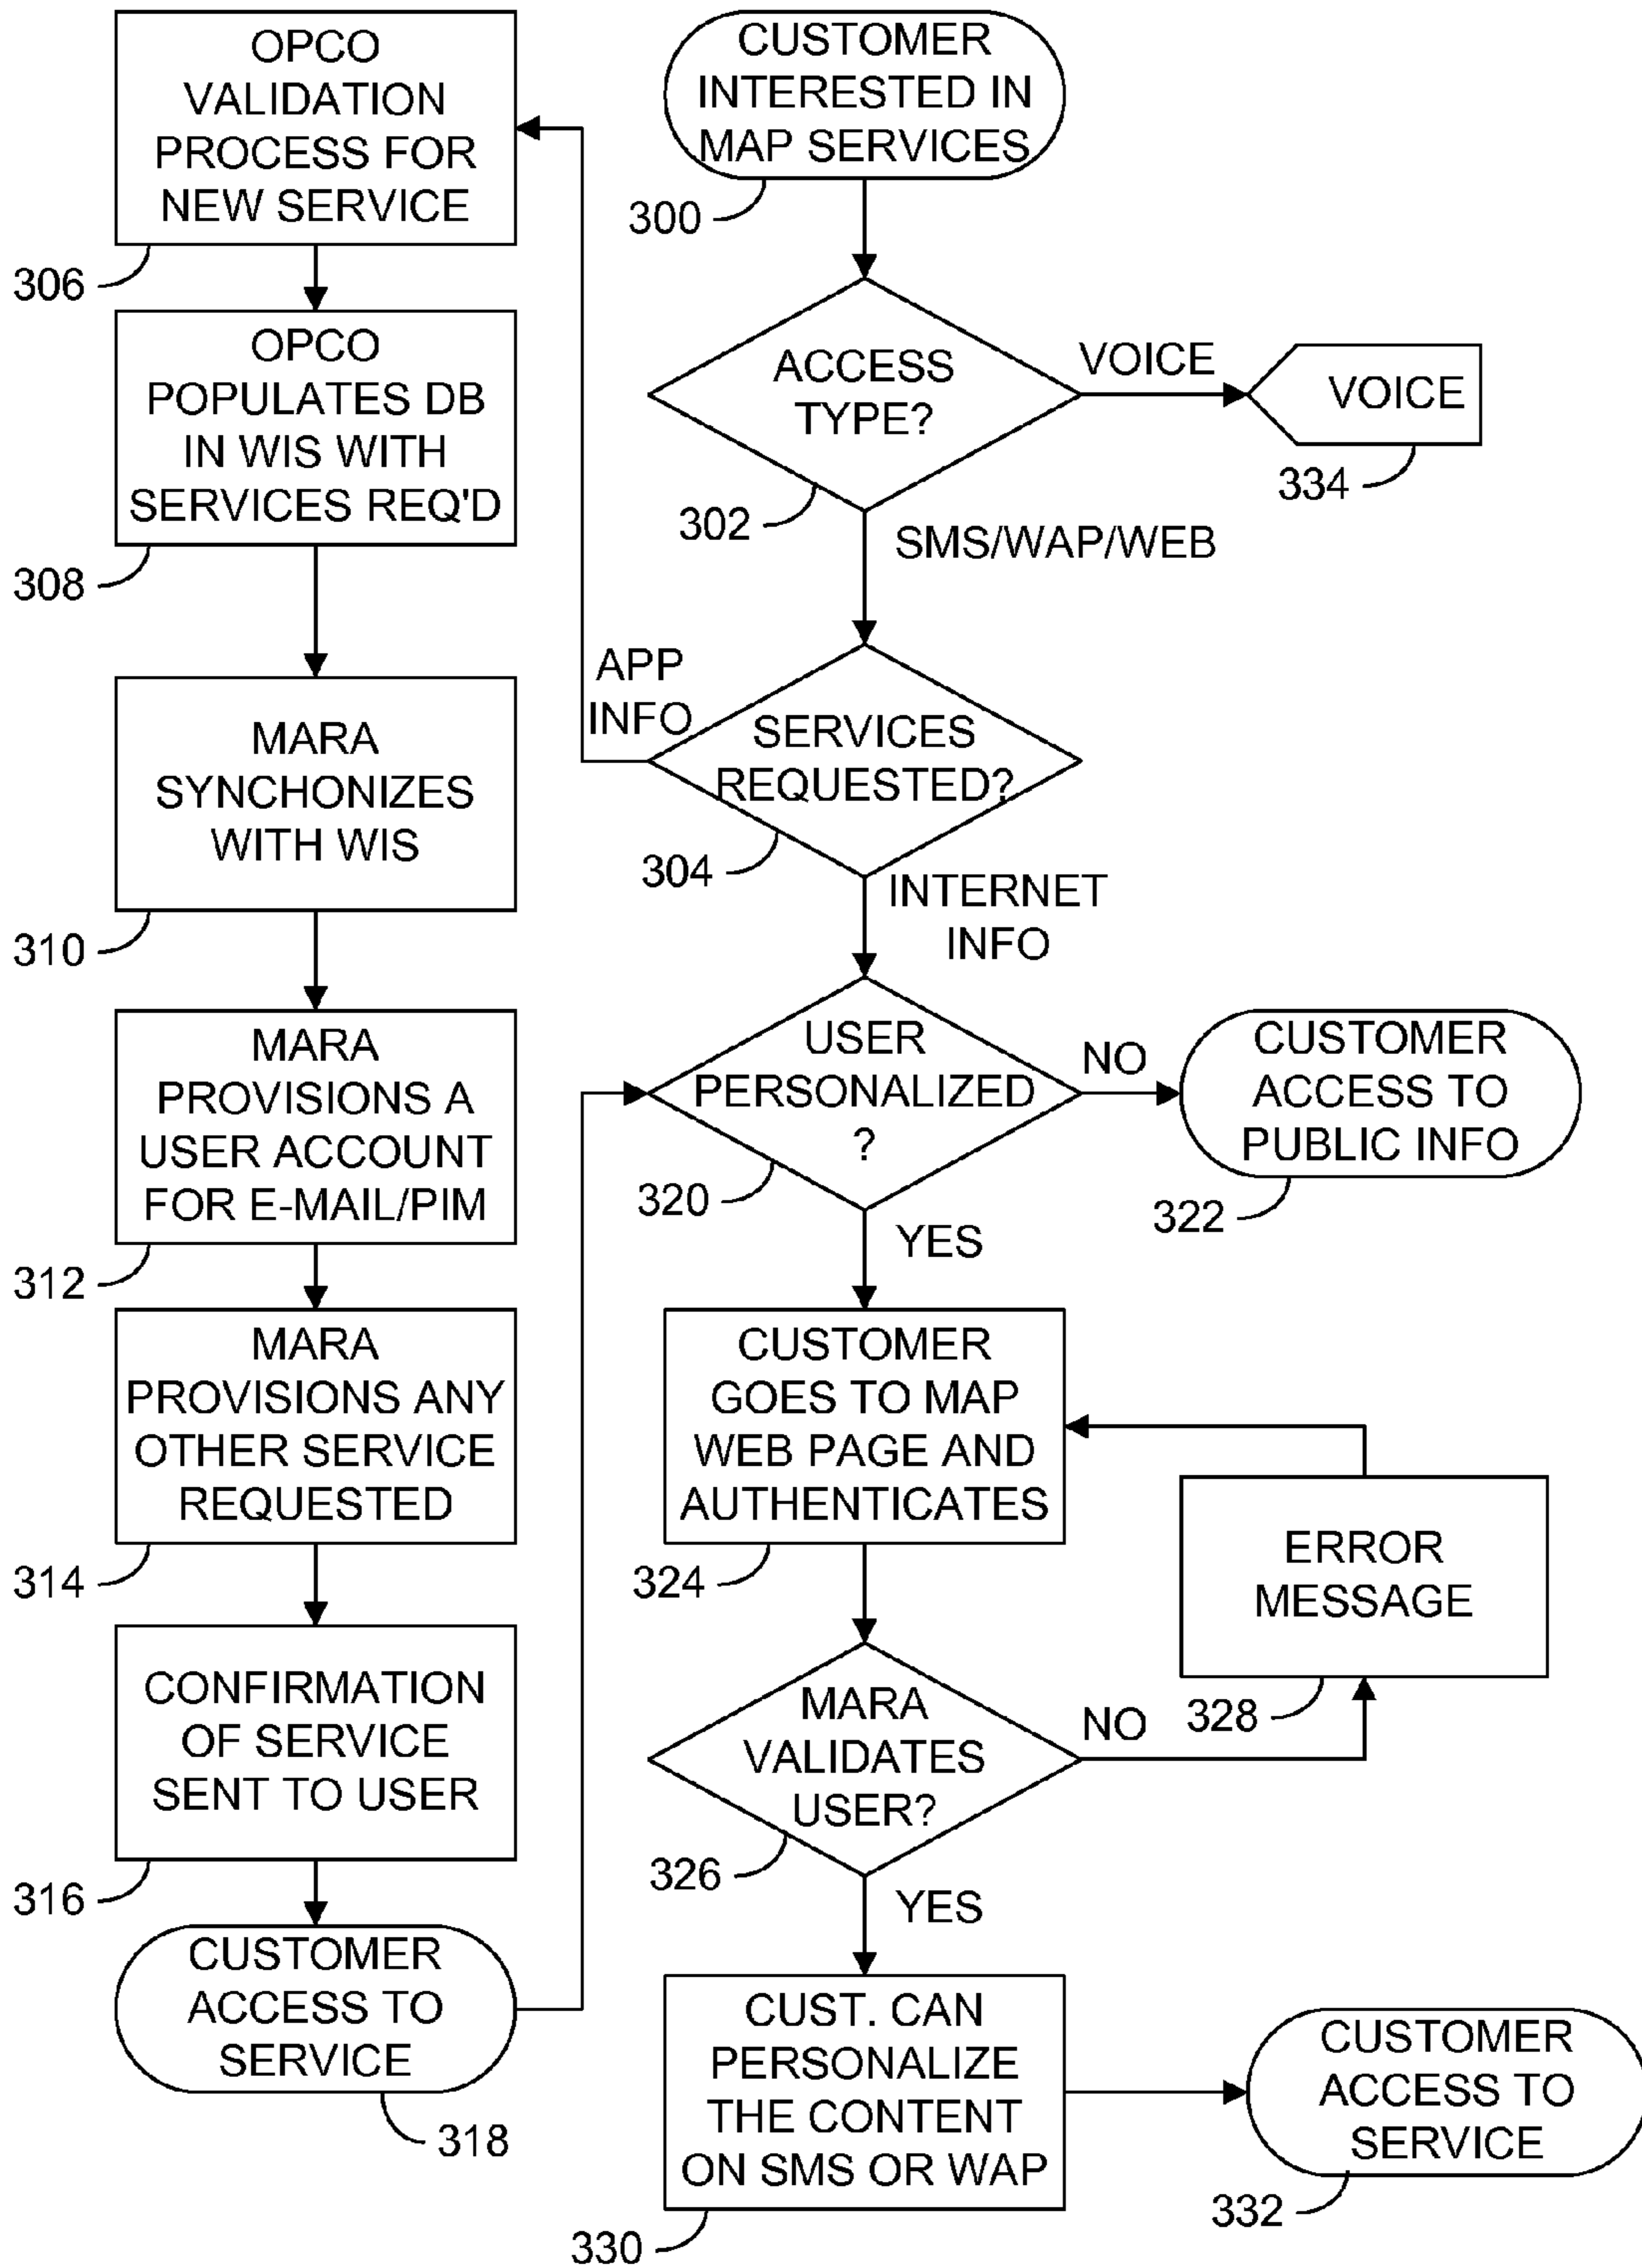 OPCO
VALIDATION
PROCESS FOR
NEW SERVICE
306
OPCO
POPULATES DB
IN WIS WITH
SERVICES REQ'D
308
MARA
SYNCHONIZES
WITH WIS
310
MARA
PROVISIONS A
USER ACCOUNT
FOR E-MAIL/PIM
312
MARA
PROVISIONS ANY
OTHER SERVICE
REQUESTED
314
CONFIRMATION
OF SERVICE
SENT TO USER
316
CUSTOMER
ACCESS TO
SERVICE
318
CUSTOMER
INTERESTED IN
MAP SERVICES
300
ACCESS
TYPE?
302
VOICE
VOICE
334
SMS/WAP/WEB
APP
INFO
SERVICES
REQUESTED?
304
INTERNET
INFO
USER
PERSONALIZED
?
320
NO
CUSTOMER
ACCESS TO
PUBLIC INFO
322
YES
CUSTOMER
GOES TO MAP
WEB PAGE AND
AUTHENTICATES
324
ERROR
MESSAGE
328
MARA
VALIDATES
USER?
326
NO
YES
CUST. CAN
PERSONALIZE
THE CONTENT
ON SMS OR WAP
330
CUSTOMER
ACCESS TO
SERVICE
332